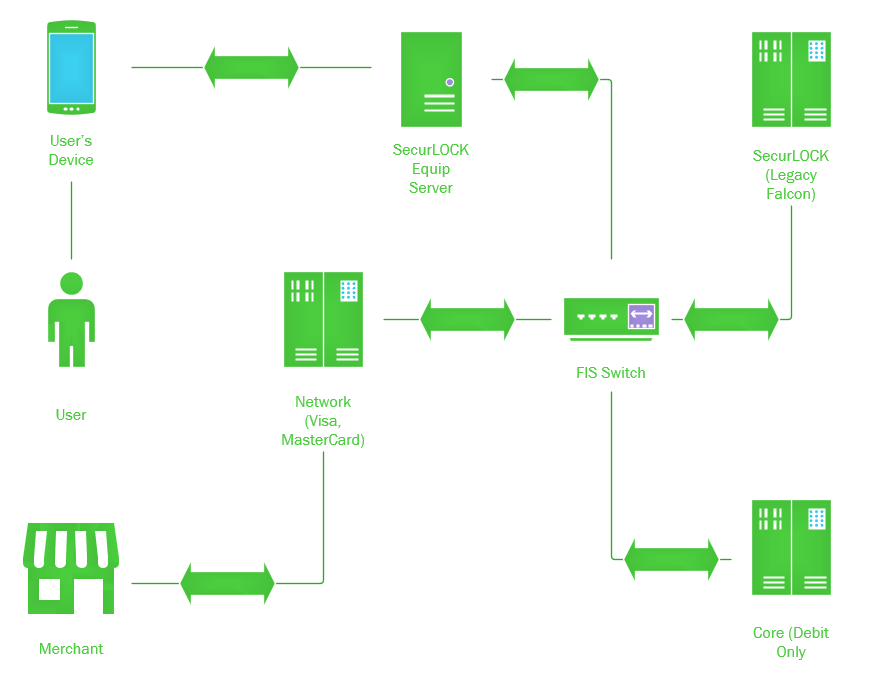 User's
Device
SecurLOCK
Equip
Server
SecurLOCK
(Legacy
Falcon)
User
Network
(Visa,
MasterCard)
FIS Switch
Merchant
Core (Debit
Only